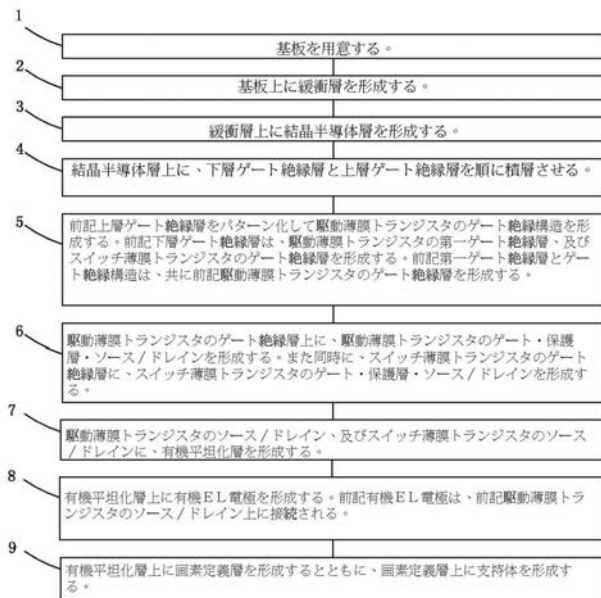 1
基板を用意する。
2
基板上に緩衝層を形成する。
3
緩衝層上に結晶半導体層を形成する。
4
結晶半導体層上に、下層ゲート絶縁層と上層ゲート絶縁層を順に積層させる。
5
前記上層ゲート絶縁層をパターン化して駆動薄膜トランジスタのゲート絶縁構造を形
成する。前記下層ゲート絶縁層は、駆動薄膜トランジスタの第一ゲート絶縁層、及び
スイッチ薄膜トランジスタのゲート絶縁層を形成する。前記第一ゲート絶縁層とゲー
ト絶縁構造は、共に前記駆動薄膜トランジスタのゲート絶縁層を形成する。
6
駆動薄膜トランジスタのゲート絶縁層上に、駆動薄膜トランジスタのゲート・保護
層・ソース/ドレインを形成する。また同時に、スイッチ薄膜トランジスタのゲート
絶縁層に、スイッチ薄膜トランジスタのゲート・保護層・ソース/ドレインを形成す
る。
7
駆動薄膜トランジスタのソース/ドレイン、及びスイッチ薄膜トランジスタのソース
/ドレインに、有機平坦化層を形成する。
8
有機平坦化層上に有機EL電極を形成する。前記有機EL電極は、前記駆動薄膜トラ
ンジスタのソース/ドレイン上に接続される。
9
有機平坦化層上に画素定義層を形成するとともに、画素定義層上に支持体を形成す
る。